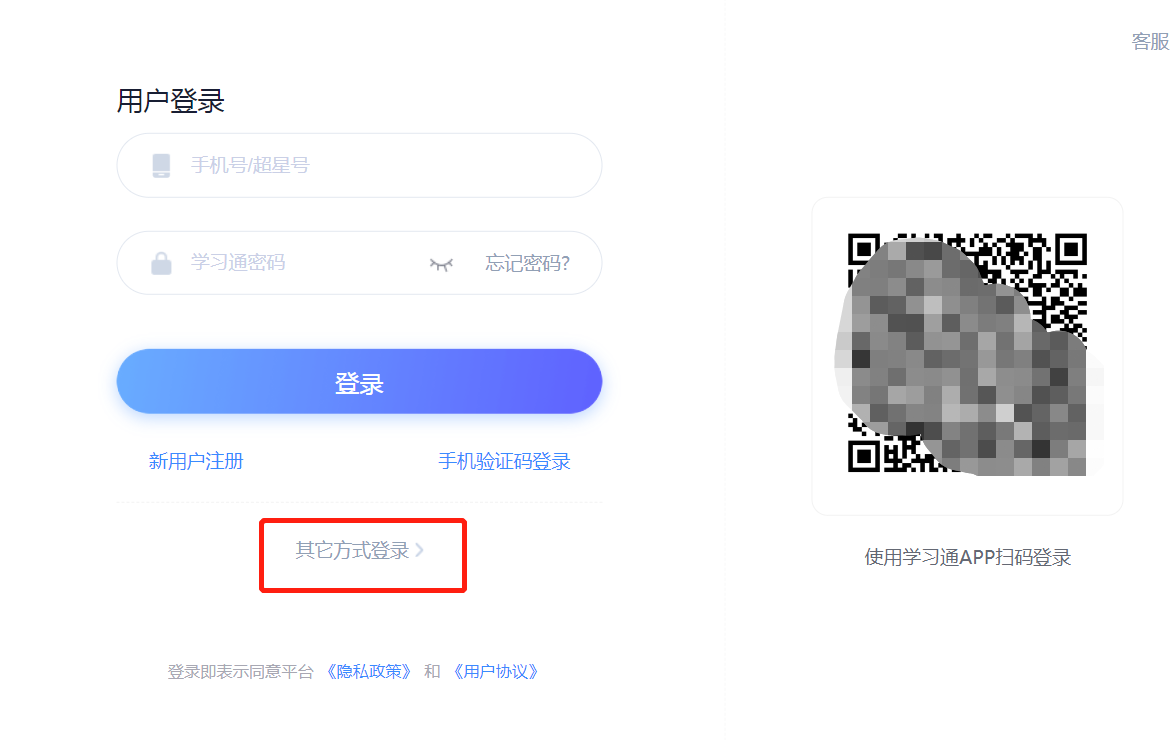 客服
用户登录
手机号/超星号
学习通密码 忘记密码?
登录
新用户注册 手机验证码登录
其它方式登录
登录即表示同意平台 《隐私政策》 和 《用户协议》
使用学习通APP扫码登录